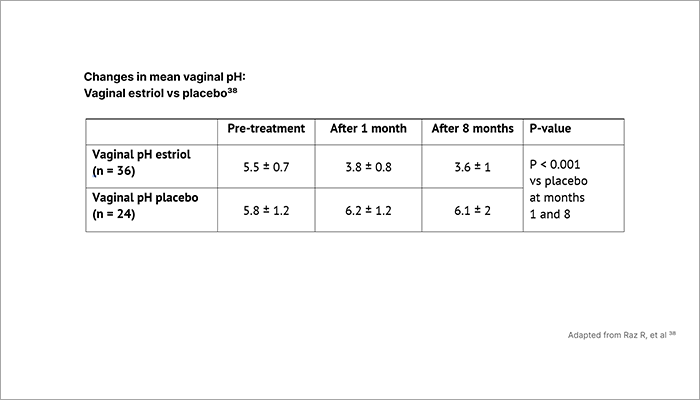 Changes in mean vaginal pH:
Vaginal estriol vs placebo³⁸
Pre-treatment After 1 month After 8 months P-value
Vaginal pH estriol
(n = 36)
5.5 ± 0.7 3.8 ± 0.8 3.6 ± 1
Vaginal pH placebo
(n = 24)
5.8 ± 1.2 6.2 ± 1.2 6.1 ± 2
P < 0.001
vs placebo
at months
1 and 8
Adapted from Raz R, et al ³⁸